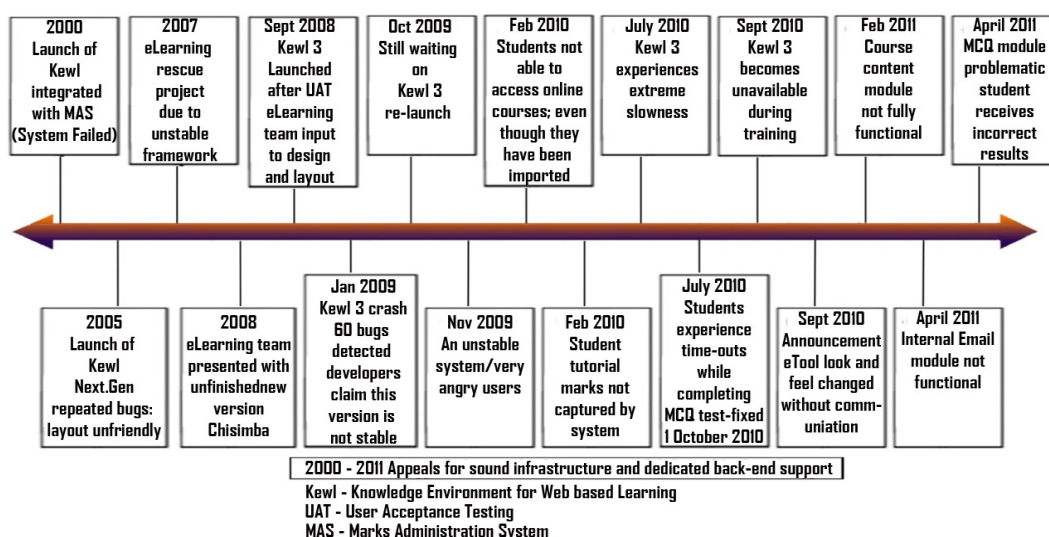 2000
Launch of
Kewl
integrated
with MAS
(System Failed)
2007
eLearning
rescue
project
due to
unstable
framework
Sept 2008
Kewl 3
Launched
after UAT
eLearning
team input
to design
and layout
Oct 2009
Still waiting
on
Kewl 3
re-launch
Feb 2010
Students not
able to
access online
courses; even
though they
have been
imported
July 2010
Kewl 3
experiences
extreme
slowness
Sept 2010
Kewl 3
becomes
unavailable
during
training
Feb 2011
Course
content
module
not fully
functional
April 2011
MCQ module
problematic
student
receives
incorrect
results
2005
Launch of
Kewl
Next.Gen
repeated bugs:
layout unfriendly
2008
eLearning team
presented with
unfinishednew
version
Chisimba
Jan 2009
Kewl 3 crash
60 bugs
detected
developers
claim this
version is
not stable
Nov 2009
An unstable
system/very
angry users
Feb 2010
Student
tutorial
marks not
captured by
system
July 2010
Students
experience
time-outs
while
completing
MCQ test-fixed
1 October 2010
Sept 2010
Announcement
eTool look and
feel changed
without comm-
uniation
April 2011
Internal Email
module not
functional
2000 - 2011 Appeals for sound infrastructure and dedicated back-end support
Kewl - Knowledge Environment for Web based Learning
UAT - User Acceptance Testing
MAS - Marks Administration System